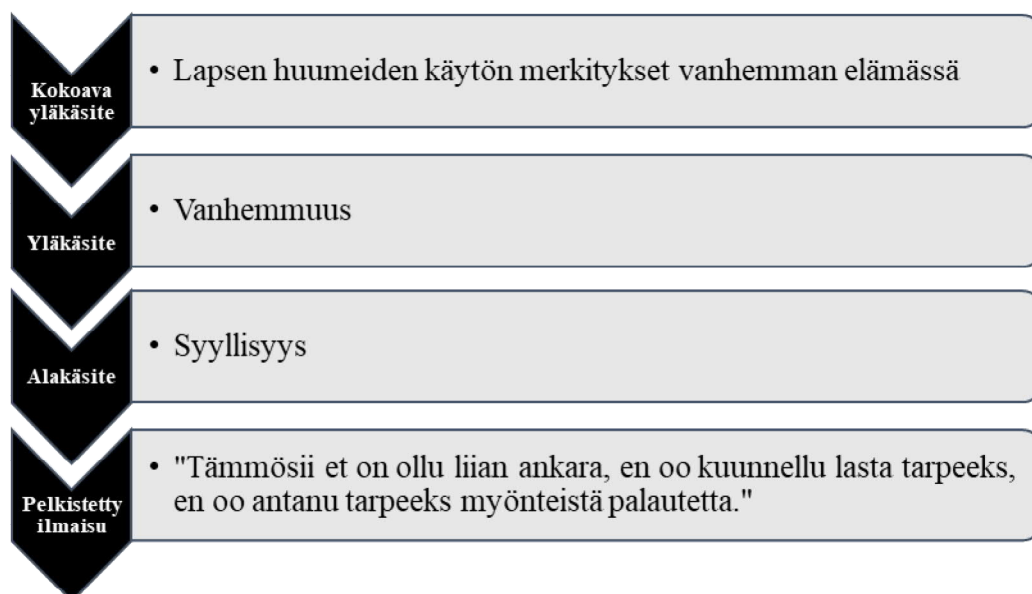 Kokoava
yläkäsite
• Lapsen huumeiden käytön merkitykset vanhemman elämässä
Yläkäsite
• Vanhemmuus
Alakäsite
• Syyllisyys
Pelkistetty
ilmaisu
• "Tämmösii et on ollu liian ankara, en oo kuunnellu lasta tarpeeks,
en oo antanu tarpeeks myönteistä palautetta."